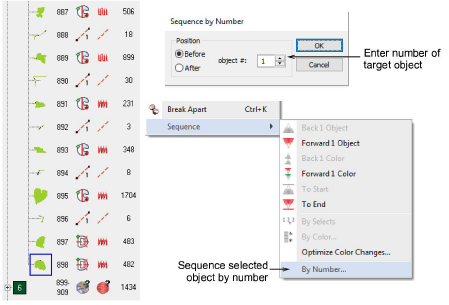 887 506
888 18
889 899
890 30
891 231
892 3
893 348
894 8
895 1704
896 6
897 483
898 482
6 899-909 1434
Sequence by Number
Position
Before
After
object #:
1
OK
Cancel
Enter number of
target object
Break Apart Ctrl+K
Sequence
Back 1 Object
Forward 1 Object
Back 1 Color
Forward 1 Color
To Start
To End
By Selects
By Color...
Optimize Color Changes...
By Number...
Sequence selected
object by number